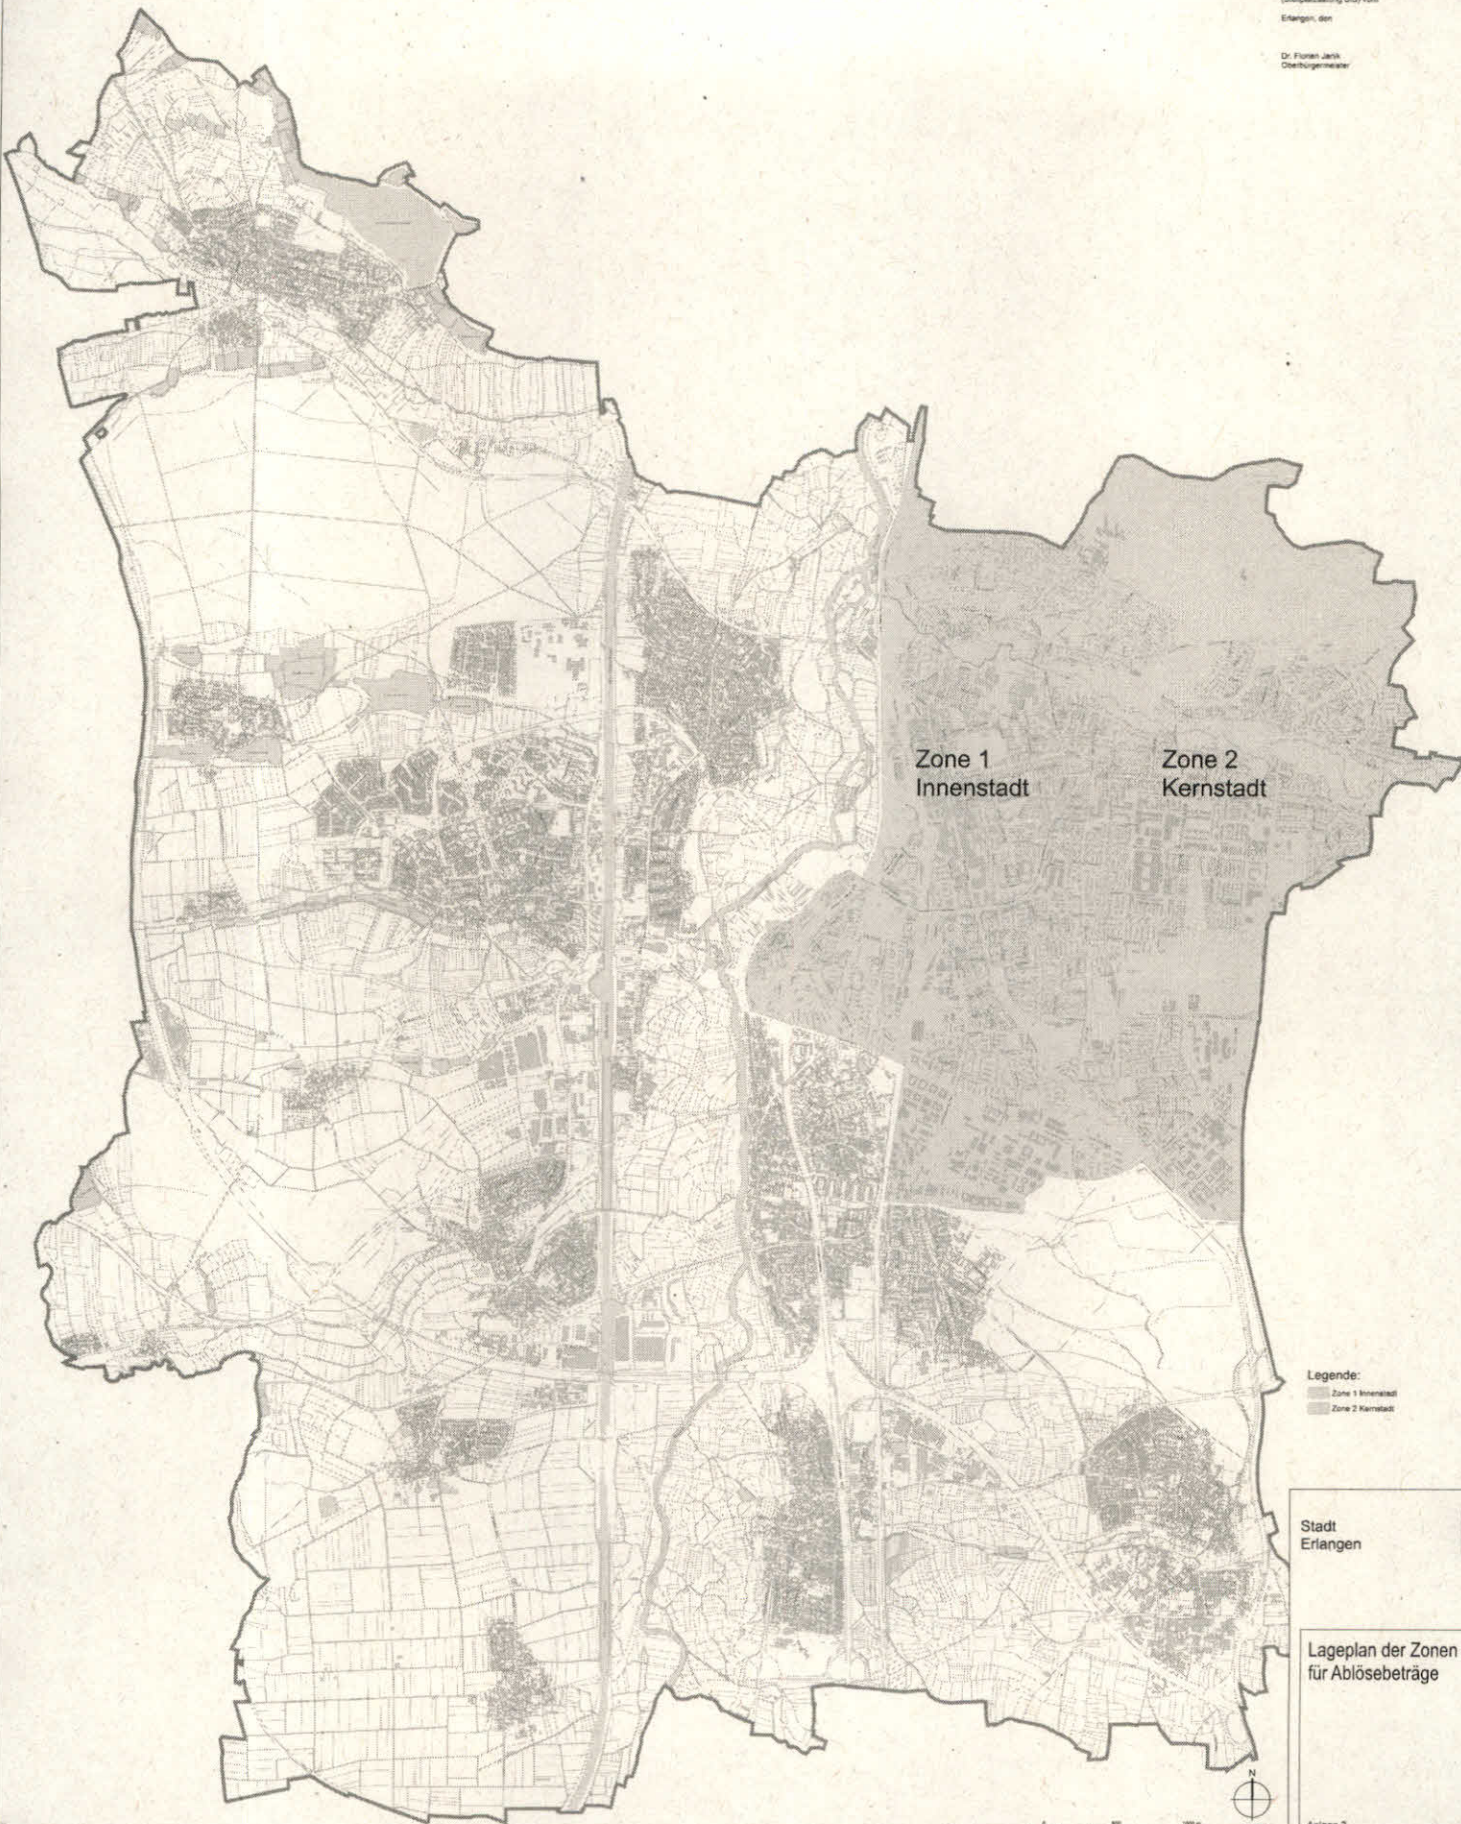 Erlangen, den
Dr. Florian Janik
Oberbürgermeister
Zone 1
Innenstadt
Zone 2
Kernstadt
Legende:
Zone 1 Innenstadt
Zone 2 Kernstadt
Stadt
Erlangen
Lageplan der Zonen
für Ablösebeträge
N